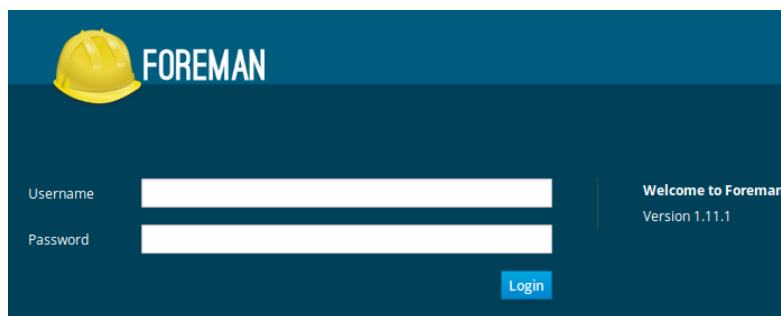 FOREMAN
Username
Password
Login
Welcome to Foreman
Version 1.11.1